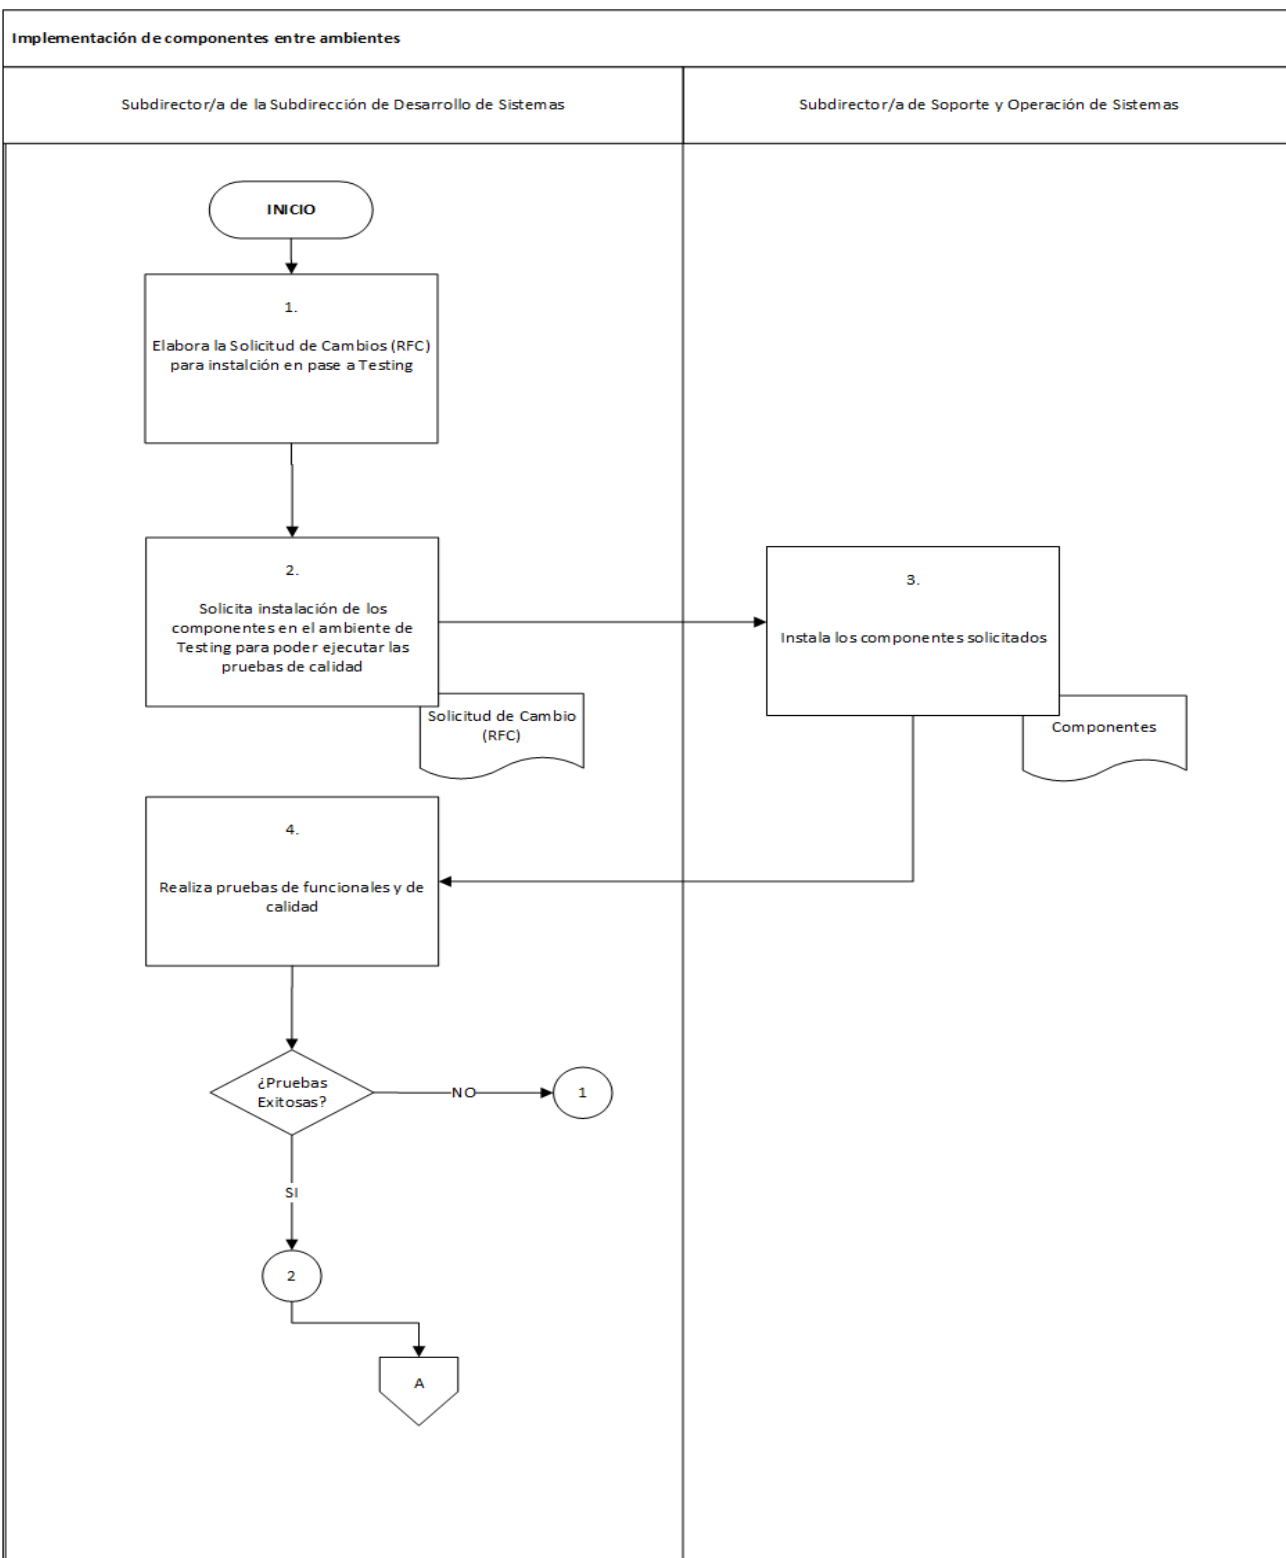 Implementación de componentes entre ambientes
Subdirector/a de la Subdirección de Desarrollo de Sistemas
Subdirector/a de Soporte y Operación de Sistemas
INICIO
1.
Elabora la Solicitud de Cambios (RFC)
para instalción en pase a Testing
2.
Solicita instalación de los
componentes en el ambiente de
Testing para poder ejecutar las
pruebas de calidad
Solicitud de Cambio
(RFC)
3.
Instala los componentes solicitados
Componentes
4.
Realiza pruebas de funcionales y de
calidad
¿Pruebas
Exitosas?
NO
1
SI
2
A